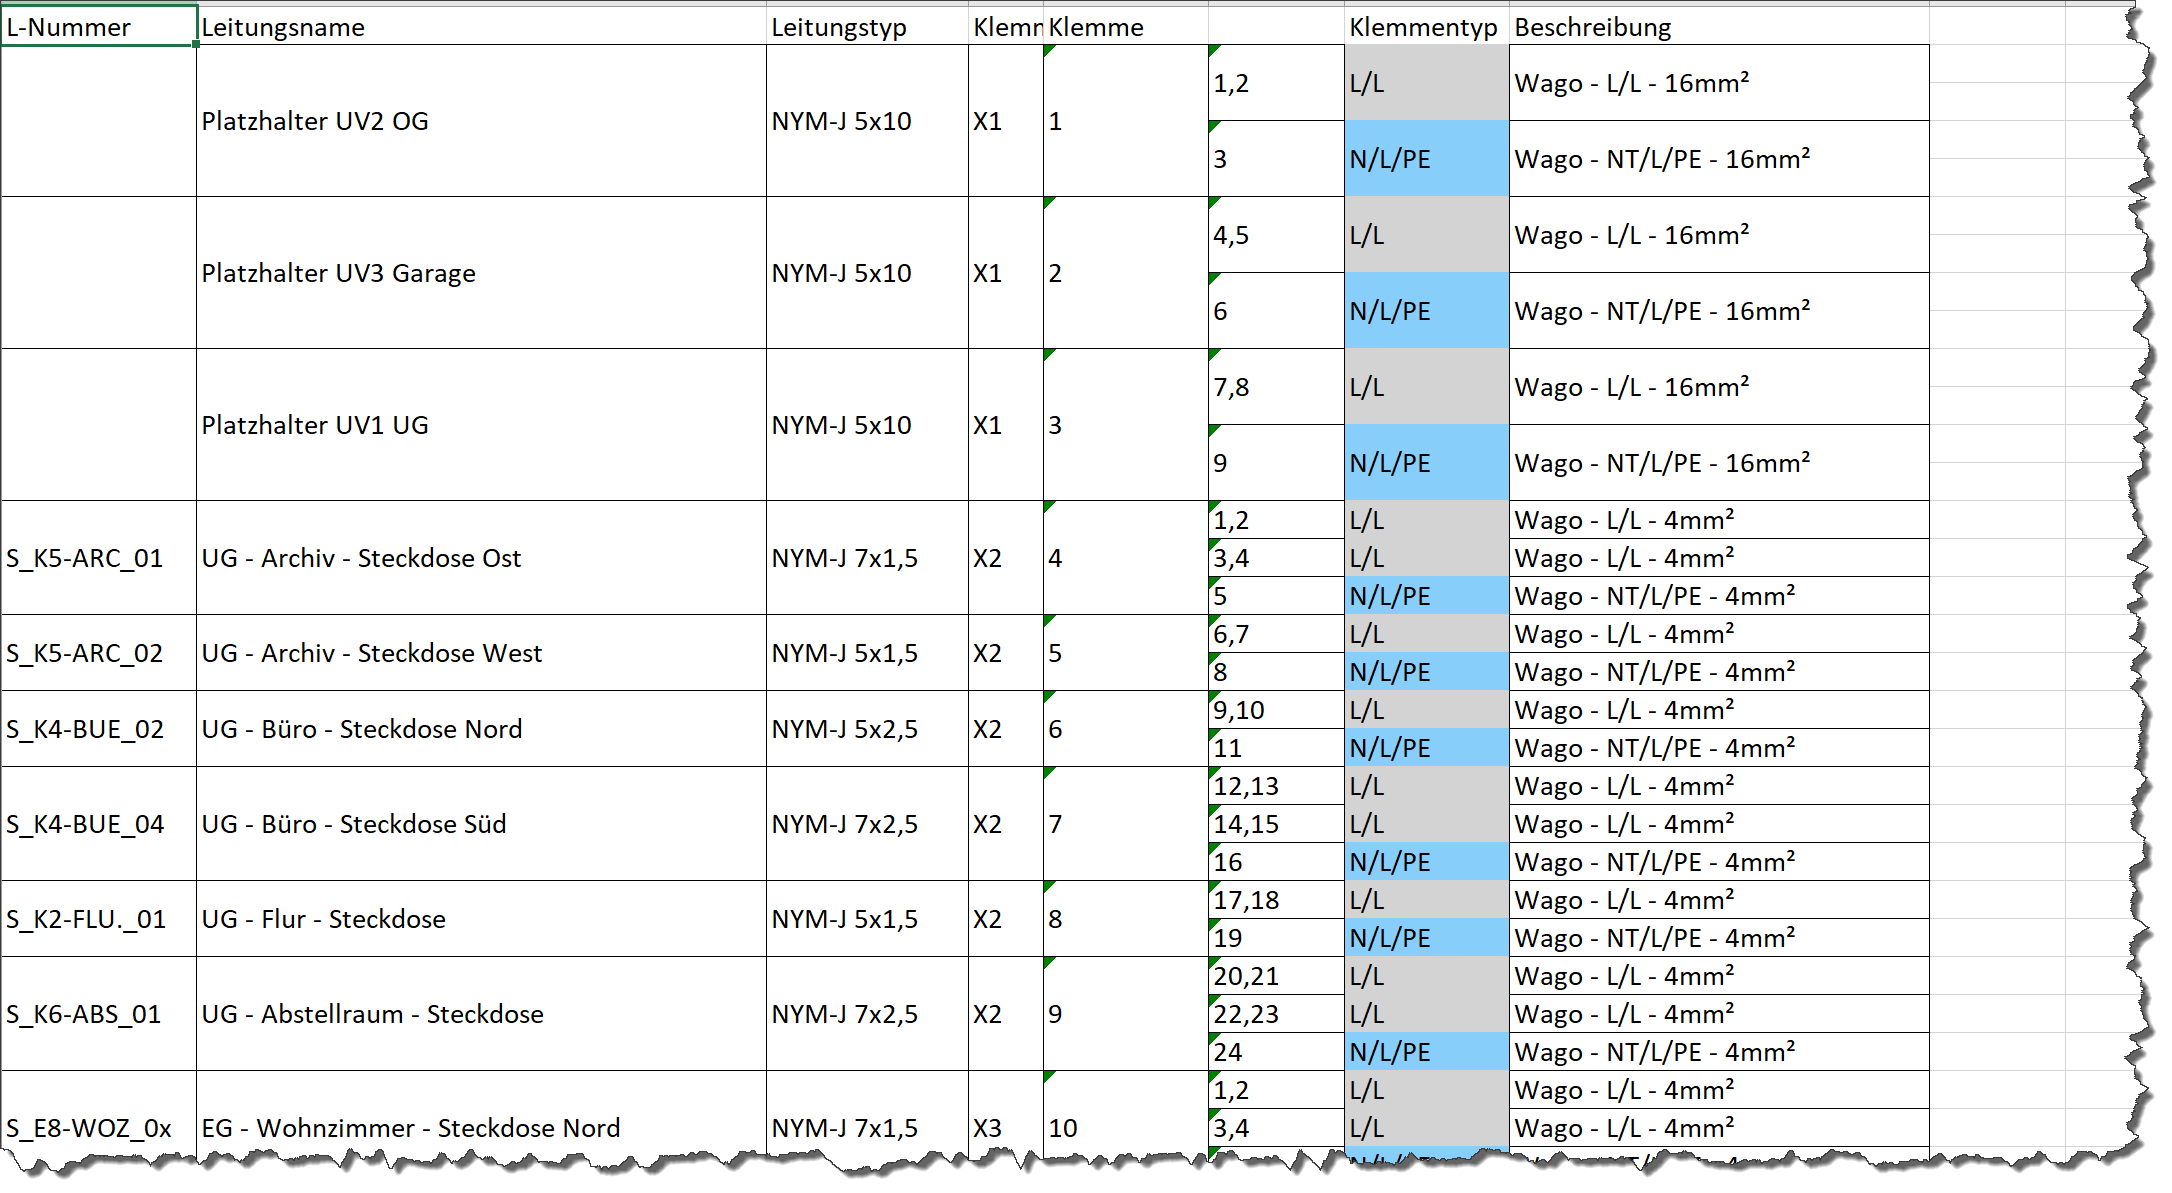 L-Nummer Leitungsname Leitungstyp Klemm Klemme Klemmentyp Beschreibung
1,2 L/L Wago - L/L - 16mm²
Platzhalter UV2 OG NYM-J 5x10 X1 1
3 N/L/PE Wago - NT/L/PE - 16mm²
4,5 L/L Wago - L/L - 16mm²
Platzhalter UV3 Garage NYM-J 5x10 X1 2
6 N/L/PE Wago - NT/L/PE - 16mm²
7,8 L/L Wago - L/L - 16mm²
Platzhalter UV1 UG NYM-J 5x10 X1 3
9 N/L/PE Wago - NT/L/PE - 16mm²
1,2 L/L Wago - L/L - 4mm²
S_K5-ARC_01 UG - Archiv - Steckdose Ost NYM-J 7x1,5 X2 4 3,4 L/L Wago - L/L - 4mm²
5 N/L/PE Wago - NT/L/PE - 4mm²
6,7 L/L Wago - L/L - 4mm²
S_K5-ARC_02 UG - Archiv - Steckdose West NYM-J 5x1,5 X2 5
8 N/L/PE Wago - NT/L/PE - 4mm²
9,10 L/L Wago - L/L - 4mm²
S_K4-BUE_02 UG - Büro - Steckdose Nord NYM-J 5x2,5 X2 6
11 N/L/PE Wago - NT/L/PE - 4mm²
12,13 L/L Wago - L/L - 4mm²
S_K4-BUE_04 UG - Büro - Steckdose Süd NYM-J 7x2,5 X2 7 14,15 L/L Wago - L/L - 4mm²
16 N/L/PE Wago - NT/L/PE - 4mm²
17,18 L/L Wago - L/L - 4mm²
S_K2-FLU._01 UG - Flur - Steckdose NYM-J 5x1,5 X2 8
19 N/L/PE Wago - NT/L/PE - 4mm²
20,21 L/L Wago - L/L - 4mm²
S_K6-ABS_01 UG - Abstellraum - Steckdose NYM-J 7x2,5 X2 9 22,23 L/L Wago - L/L - 4mm²
24 N/L/PE Wago - NT/L/PE - 4mm²
1,2 L/L Wago - L/L - 4mm²
S_E8-WOZ_0x EG - Wohnzimmer - Steckdose Nord NYM-J 7x1,5 X3 10 3,4 L/L Wago - L/L - 4mm²